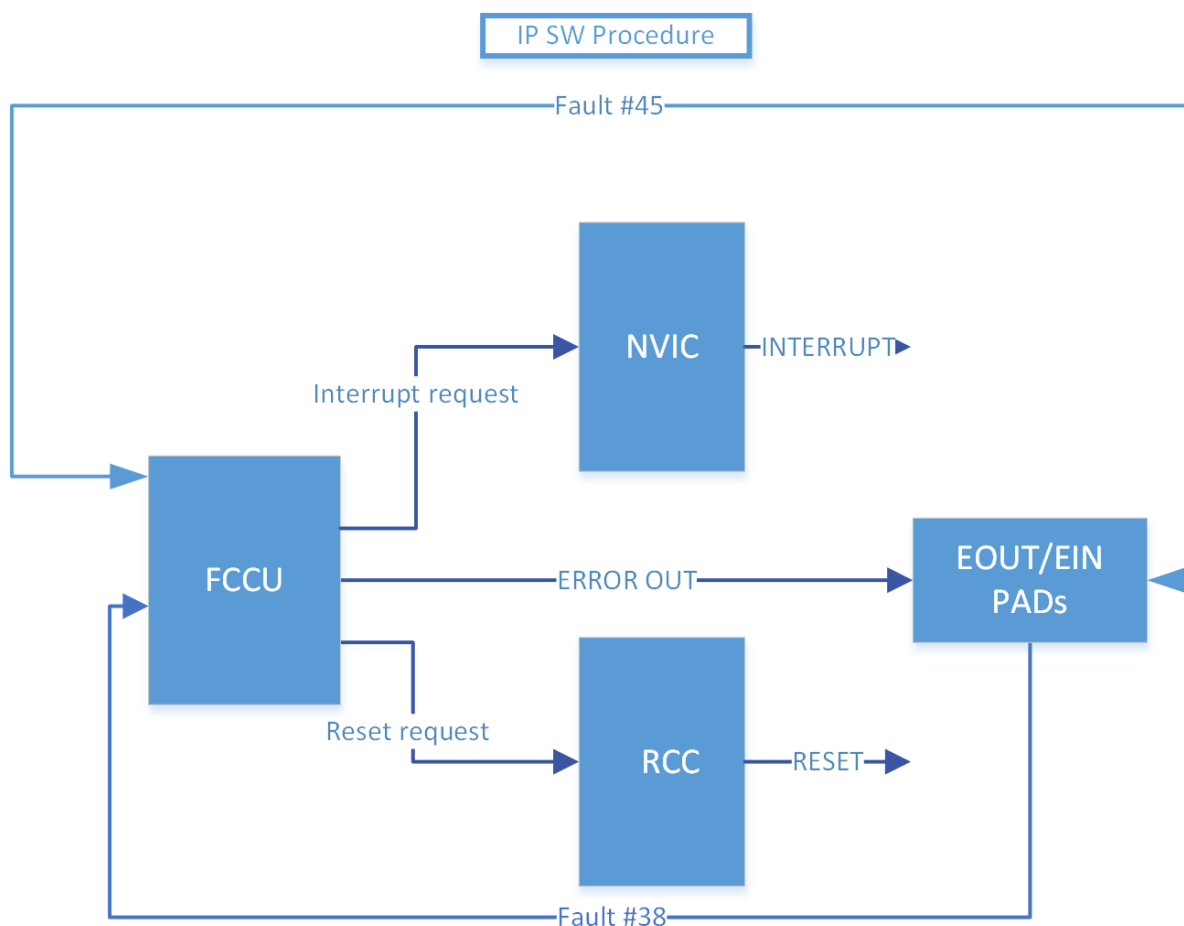 IP SW Procedure
Fault #45
NVIC
INTERRUPT
Interrupt request
FCCU
ERROR OUT
EOUT/EIN
PADs
Reset request
RCC
RESET
Fault #38